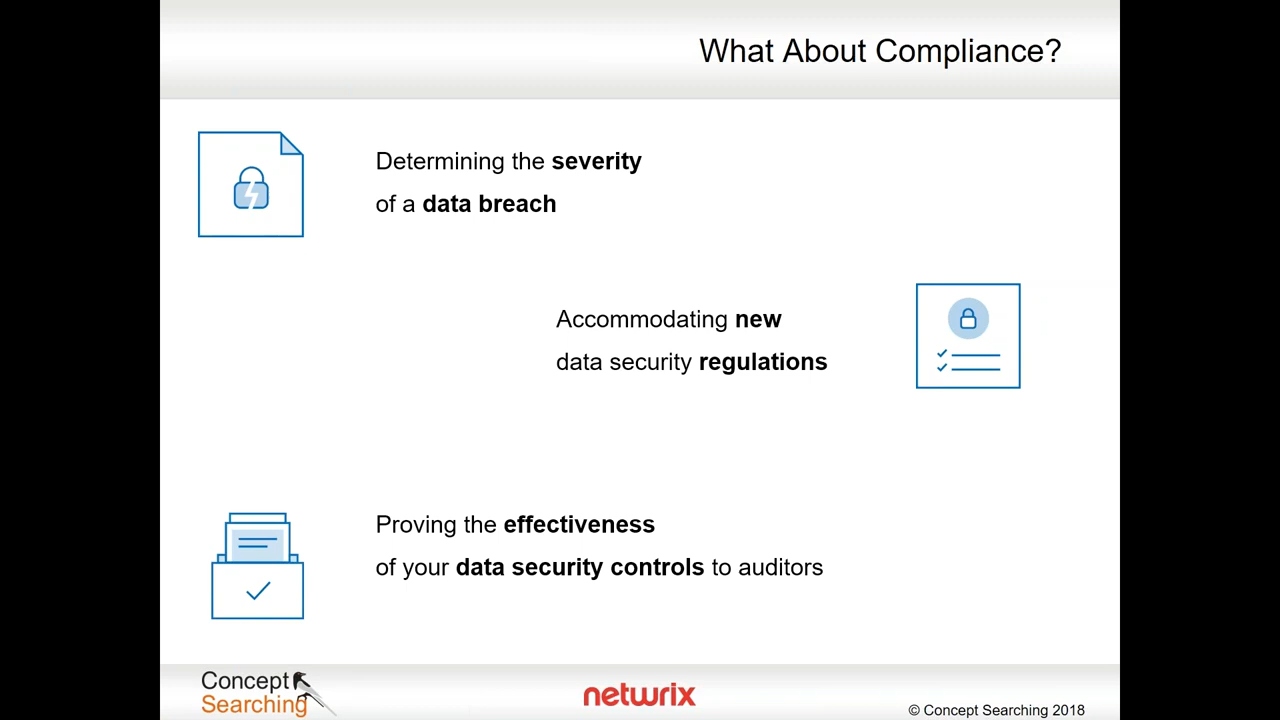 What About Compliance?
Determining the severity
of a data breach
Accommodating new
data security regulations
Proving the effectiveness
of your data security controls to auditors
Concept
Searching
netwrix
© Concept Searching 2018